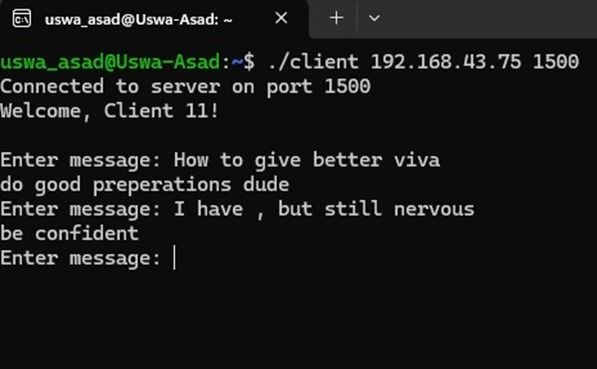 uswa_asad@Uswa-Asad: ~
uswa_asad@Uswa-Asad:~$ ./client 192.168.43.75 1500
Connected to server on port 1500
Welcome, Client 11!
Enter message: How to give better viva
do good preperations dude
Enter message: I have , but still nervous
be confident
Enter message: